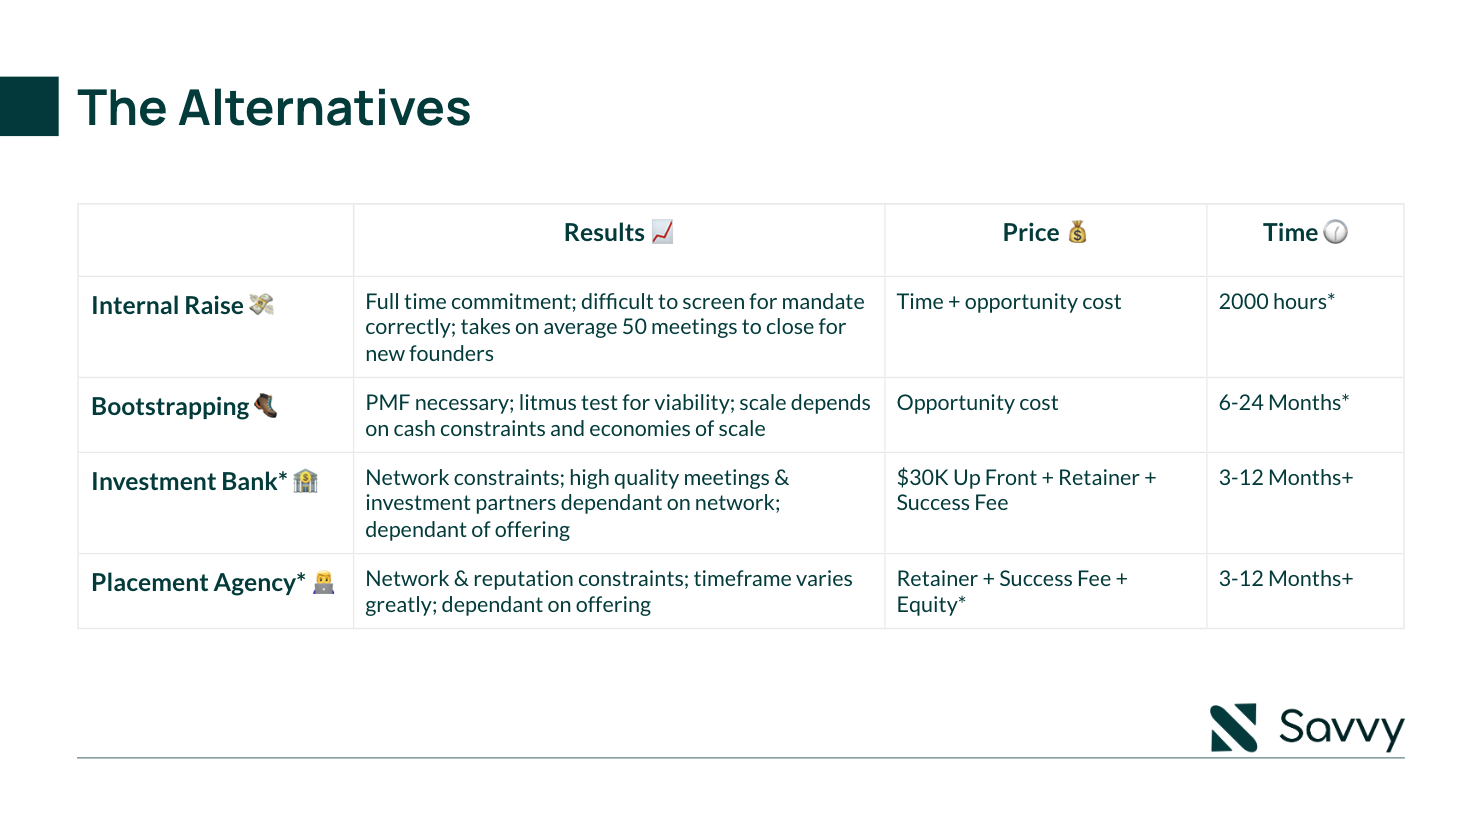 The Alternatives
Results 📈 Price 💰 Time 🕜
Internal Raise 💸
Full time commitment; difficult to screen for mandate
correctly; takes on average 50 meetings to close for
new founders
Time + opportunity cost
2000 hours*
Bootstrapping 🥾
PMF necessary; litmus test for viability; scale depends
on cash constraints and economies of scale
Opportunity cost
6-24 Months*
Investment Bank* 🏦
Network constraints; high quality meetings &
investment partners dependant on network;
dependant of offering
$30K Up Front + Retainer +
Success Fee
3-12 Months+
Placement Agency* 👨‍💻
Network & reputation constraints; timeframe varies
greatly; dependant on offering
Retainer + Success Fee +
Equity*
3-12 Months+
Savvy